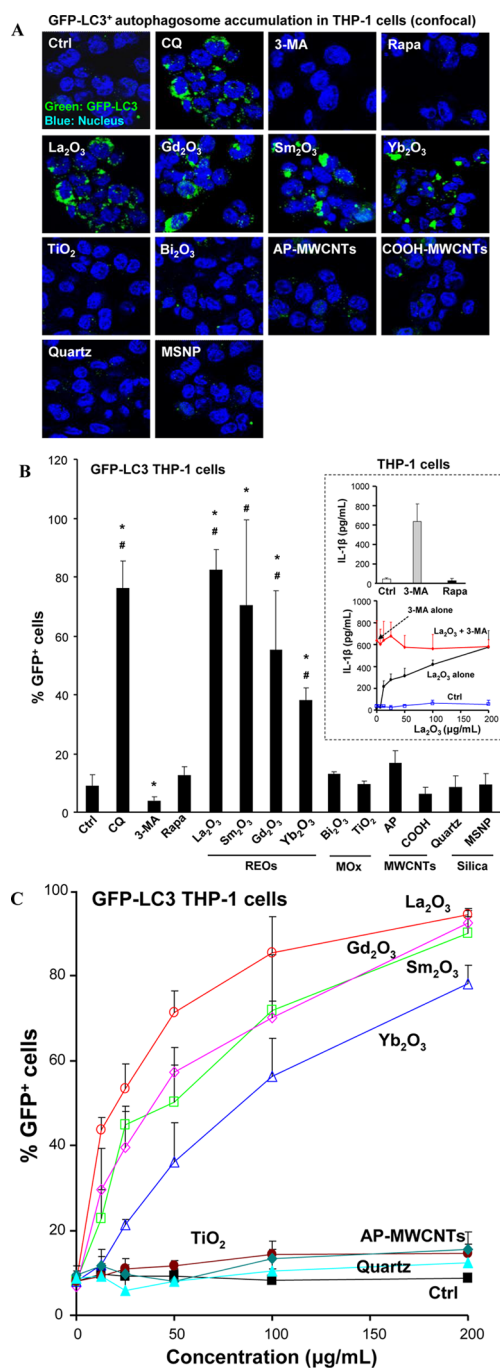 A
GFP-LC3⁺ autophagosome accumulation in THP-1 cells (confocal)
Ctrl
CQ
3-MA
Rapa
Green: GFP-LC3
Blue: Nucleus
La₂O₃
Gd₂O₃
Sm₂O₃
Yb₂O₃
TiO₂
Bi₂O₃
AP-MWCNTs
COOH-MWCNTs
Quartz
MSNP
B
GFP-LC3 THP-1 cells
% GFP⁺ cells
120
100
80
60
40
20
0
*
#
*
*
#
*
#
*
#
*
#
Ctrl
CQ
3-MA
Rapa
La₂O₃
Sm₂O₃
Gd₂O₃
Yb₂O₃
Bi₂O₃
TiO₂
AP
COOH
Quartz
MSNP
REOs
MOx
MWCNTs
Silica
THP-1 cells
IL-1β (pg/mL)
1000
800
600
400
200
0
Ctrl
3-MA
Rapa
IL-1β (pg/mL)
1000
800
600
400
200
0
3-MA alone
La₂O₃ + 3-MA
La₂O₃ alone
Ctrl
0
50
100
150
200
La₂O₃ (µg/mL)
C
GFP-LC3 THP-1 cells
% GFP⁺ cells
100
80
60
40
20
0
La₂O₃
Gd₂O₃
Sm₂O₃
Yb₂O₃
TiO₂
AP-MWCNTs
Quartz
Ctrl
0
50
100
150
200
Concentration (µg/mL)